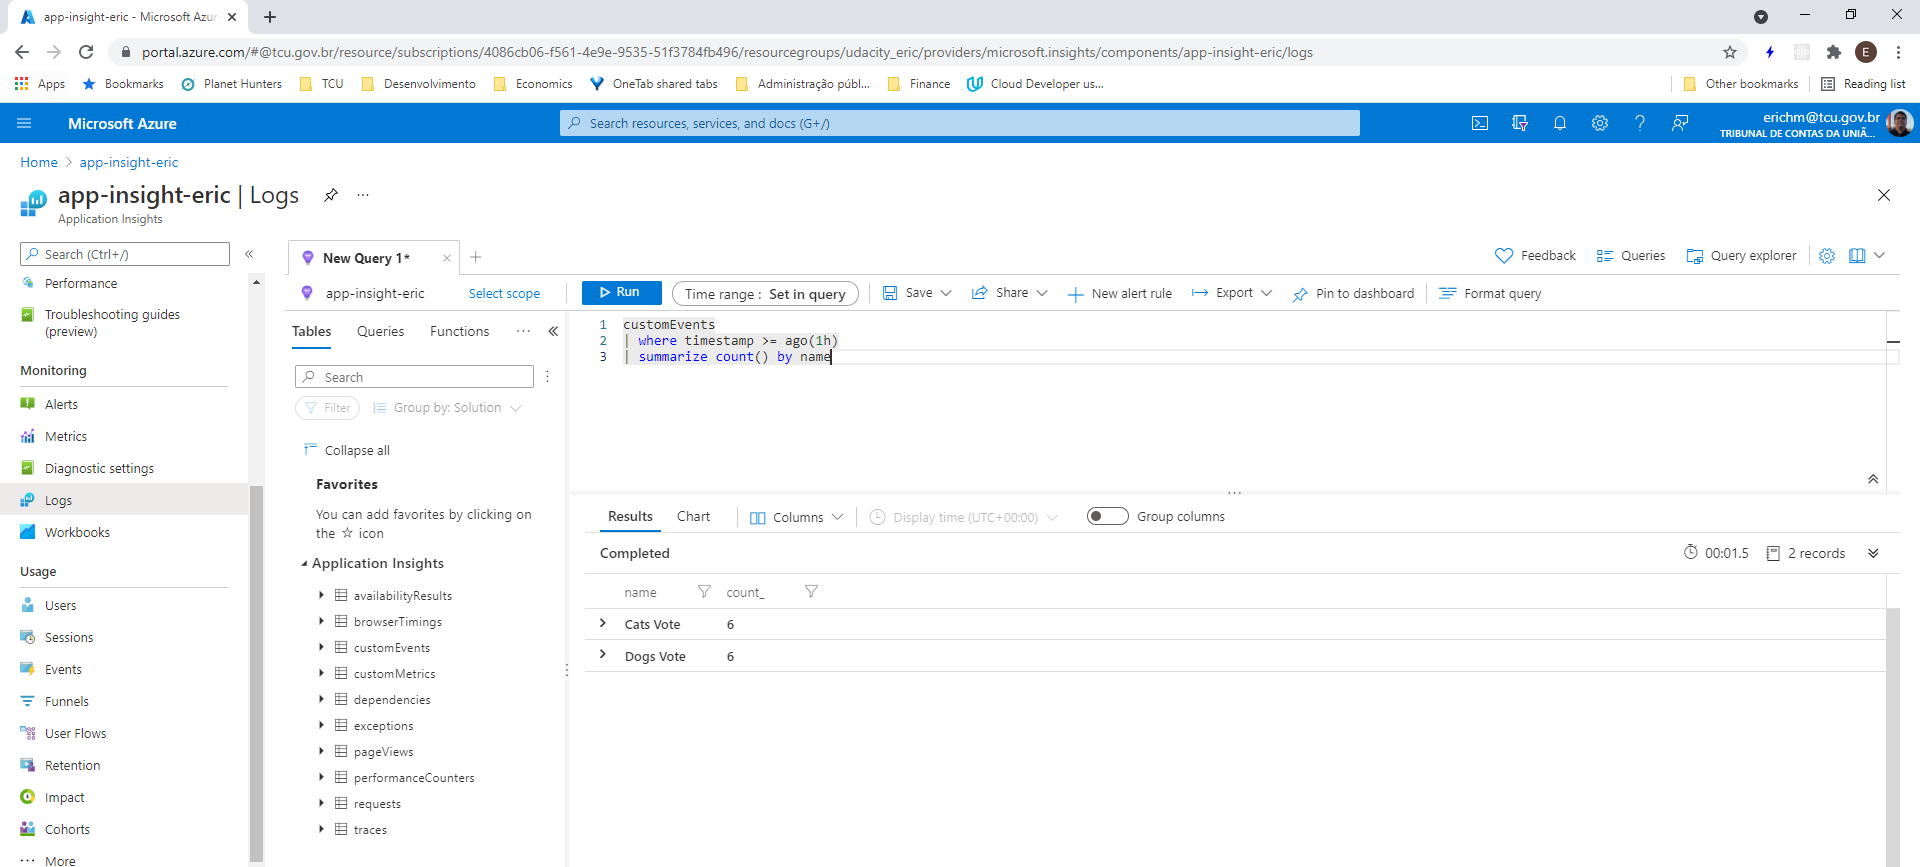 app-insight-eric - Microsoft Azur
portal.azure.com/#@tcu.gov.br/resource/subscriptions/4086cb06-f561-4e9e-9535-51f3784fb496/resourcegroups/udacity_eric/providers/microsoft.insights/components/app-insight-eric/logs
E
Apps Bookmarks Planet Hunters TCU Desenvolvimento Economics OneTab shared tabs Administração públ... Finance Cloud Developer us... Other bookmarks Reading list
Microsoft Azure
Search resources, services, and docs (G+/)
erichm@tcu.gov.br
TRIBUNAL DE CONTAS DA UNIÃ...
Home > app-insight-eric
app-insight-eric | Logs
Application Insights
Search (Ctrl+/)
Performance
Troubleshooting guides
(preview)
Monitoring
Alerts
Metrics
Diagnostic settings
Logs
Workbooks
Usage
Users
Sessions
Events
Funnels
User Flows
Retention
Impact
Cohorts
More
New Query 1*
Feedback Queries Query explorer
app-insight-eric Select scope
Run Time range : Set in query Save Share New alert rule Export Pin to dashboard Format query
Tables Queries Functions
Search
Filter Group by: Solution
Collapse all
Favorites
You can add favorites by clicking on
the ☆ icon
Application Insights
availabilityResults
browserTimings
customEvents
customMetrics
dependencies
exceptions
pageViews
performanceCounters
requests
traces
1 customEvents
2 | where timestamp >= ago(1h)
3 | summarize count() by name
Results Chart Columns Display time (UTC+00:00) Group columns
Completed 00:01.5 2 records
name count_
Cats Vote 6
Dogs Vote 6